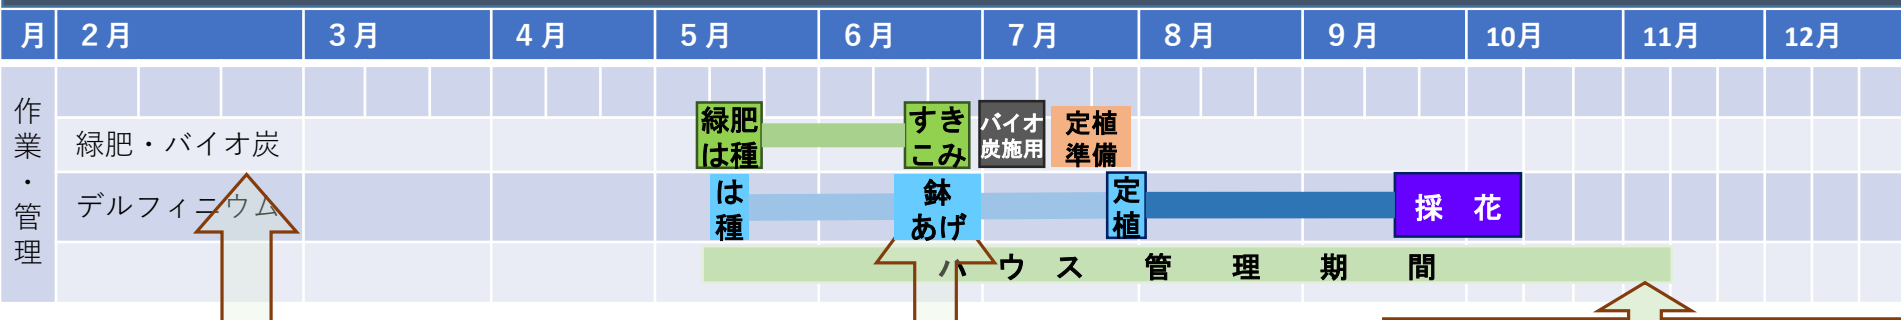 月 2月 3月 4月 5月 6月 7月 8月 9月 10月 11月 12月
作業・管理
緑肥・バイオ炭
緑肥
は種
すき
こみ
バイオ
炭施用
定植
準備
デルフィニウム
は
種
鉢
あげ
定
植
採 花
ハウス管理期間